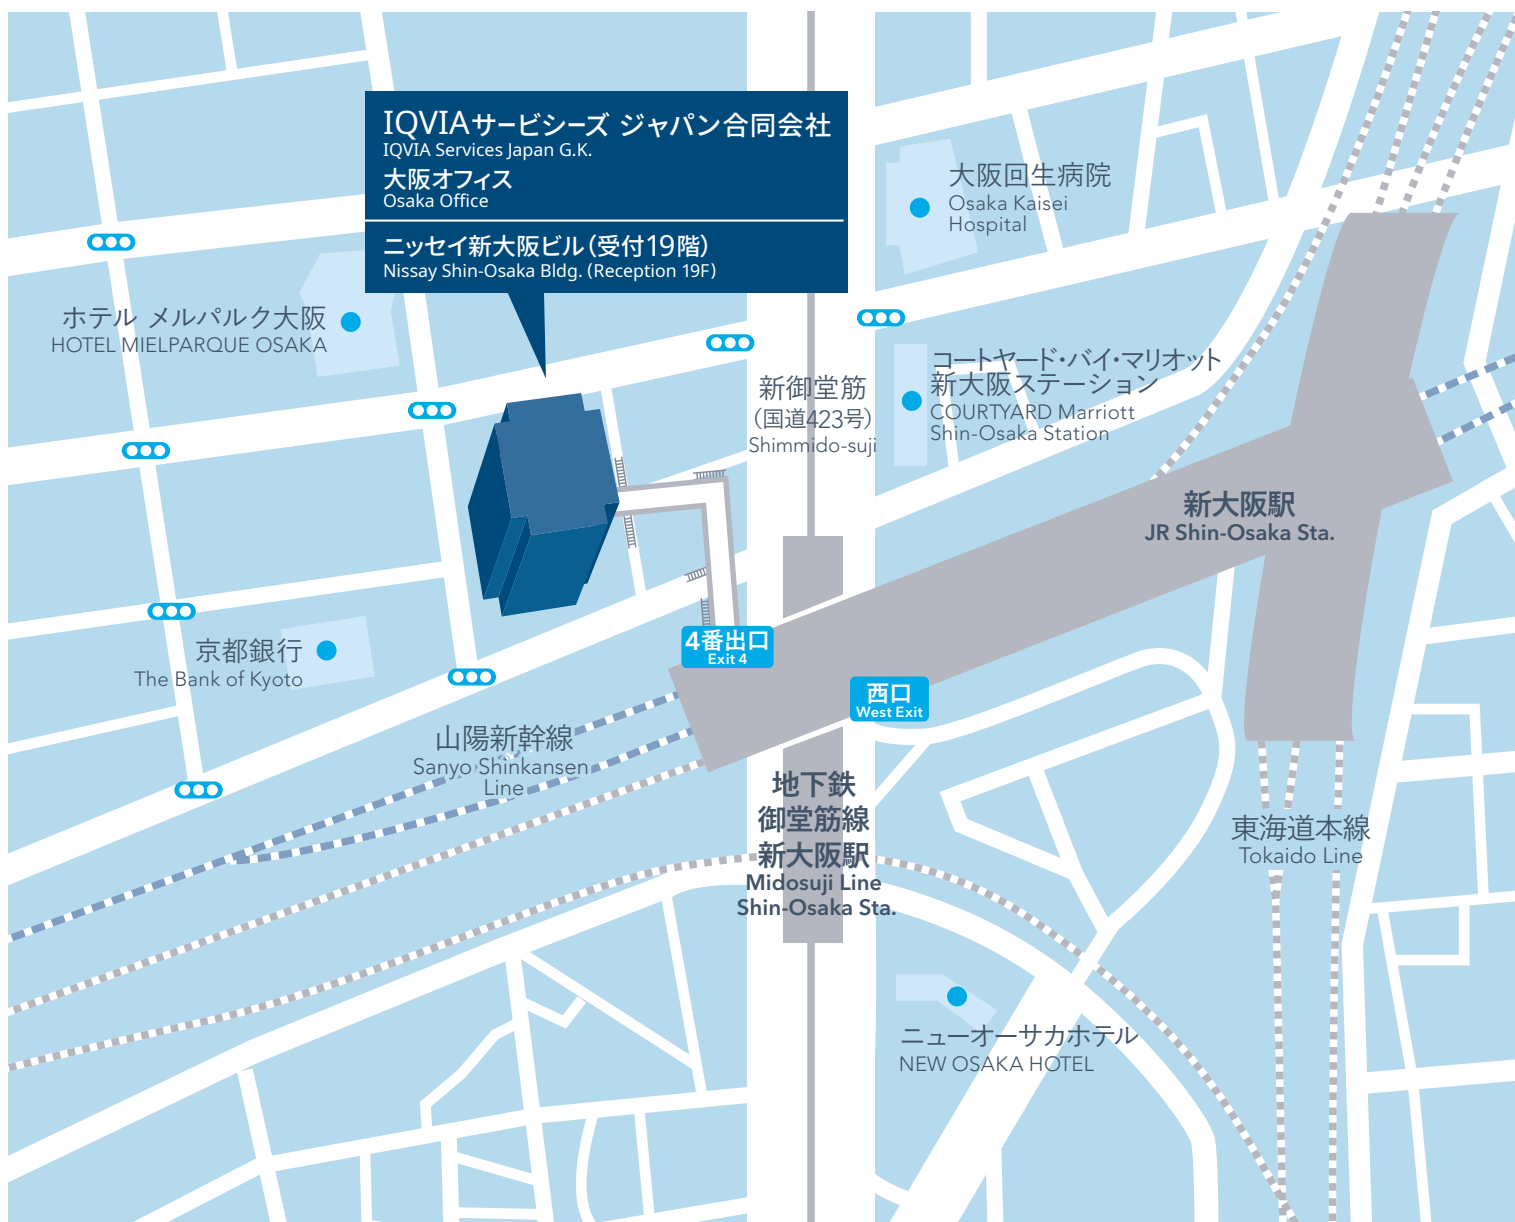 IQVIAサービシーズ ジャパン合同会社
IQVIA Services Japan G.K.
大阪オフィス
Osaka Office
ニッセイ新大阪ビル(受付19階)
Nissay Shin-Osaka Bldg. (Reception 19F)
大阪回生病院
Osaka Kaisei
Hospital
ホテル メルパルク大阪
HOTEL MIELPARQUE OSAKA
コートヤード・バイ・マリオット
新大阪ステーション
COURTYARD Marriott
Shin-Osaka Station
新御堂筋
(国道423号)
Shimmido-suji
新大阪駅
JR Shin-Osaka Sta.
4番出口
Exit 4
京都銀行
The Bank of Kyoto
西口
West Exit
山陽新幹線
Sanyo Shinkansen
Line
地下鉄
御堂筋線
新大阪駅
Midosuji Line
Shin-Osaka Sta.
東海道本線
Tokaido Line
ニューオーサカホテル
NEW OSAKA HOTEL